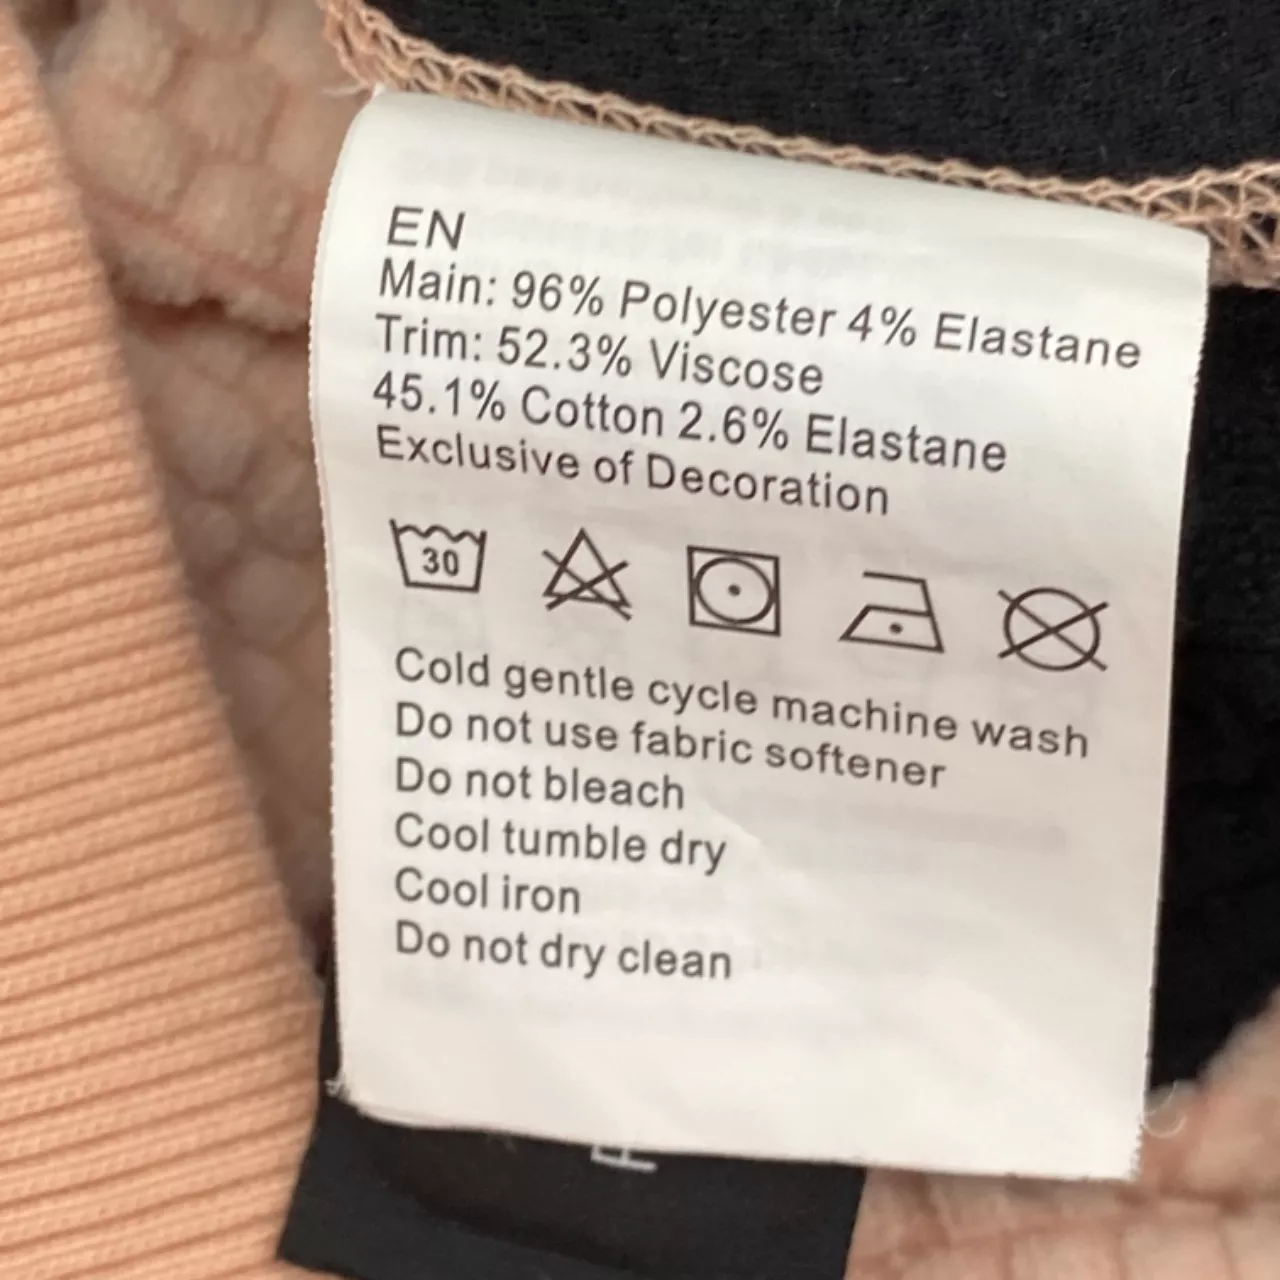 EN
Main: 96% Polyester 4% Elastane
Trim: 52.3% Viscose
45.1% Cotton 2.6% Elastane
Exclusive of Decoration
30
Cold gentle cycle machine wash
Do not use fabric softener
Do not bleach
Cool tumble dry
Cool iron
Do not dry clean